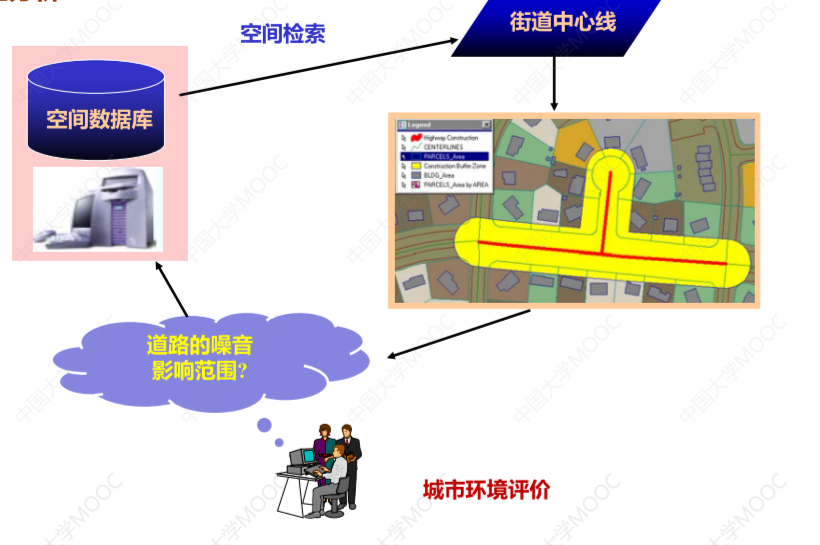 空间检索
街道中心线
空间数据库
Legend
Highway Construction
CENTERLINES
PARCELS_Area
Construction Buffer Zone
BLDG_Area
PARCELS_Area by AREA
道路的噪音
影响范围?
城市环境评价
中国大学MOOC